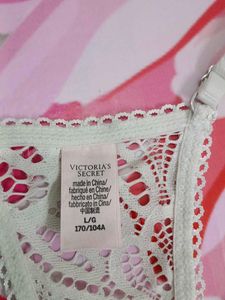 VICTORIA'S
SECRET
made in China/
fabriqué en Chine/
hecho en China/
fabbricato in Cina/
中国制造
L/G
170/104A